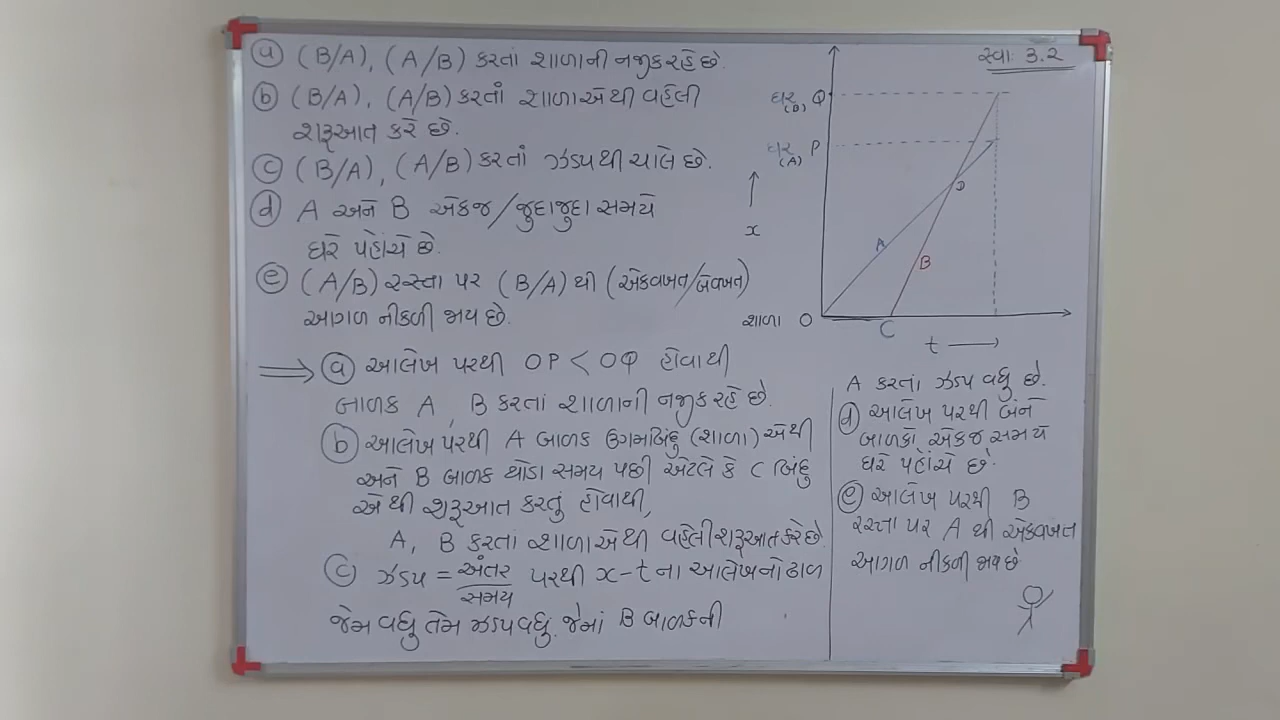 ⓐ (B/A), (A/B) કરતાં શાળાની નજીક રહે છે.
ⓑ (B/A), (A/B) કરતાં શાળાએથી વહેલી
શરૂઆત કરે છે.
ⓒ (B/A), (A/B) કરતાં ઝડપથી ચાલે છે.
ⓓ A અને B એકજ/જુદાજુદા સમયે
ઘરે પહોંચે છે.
ⓔ (A/B) રસ્તા પર (B/A) થી (એકવખત/બેવખત)
આગળ નીકળી જાય છે.
⟹ ⓐ આલેખ પરથી OP < OQ હોવાથી
બાળક A, B કરતાં શાળાની નજીક રહે છે.
ⓑ આલેખ પરથી A બાળક ઉગમબિંદુ (શાળા) એથી
અને B બાળક થોડા સમય પછી એટલે કે C બિંદુ
એથી શરૂઆત કરતું હોવાથી,
A, B કરતાં શાળાએથી વહેલી શરૂઆત કરે છે
ⓒ ઝડપ = અંતર/સમય પરથી x-t ના આલેખનો ઢાળ
જેમ વધુ તેમ ઝડપ વધુ. જેમાં B બાળકની
સ્વા: 3.2
ઘર (B) Q
ઘર (A) P
x
D
A
B
શાળા O
C
t
A કરતાં ઝડપ વધુ છે.
ⓓ આલેખ પરથી બંને
બાળકો એકજ સમયે
ઘરે પહોંચે છે.
ⓔ આલેખ પરથી B
રસ્તા પર A થી એકવખત
આગળ નીકળી જાય છે